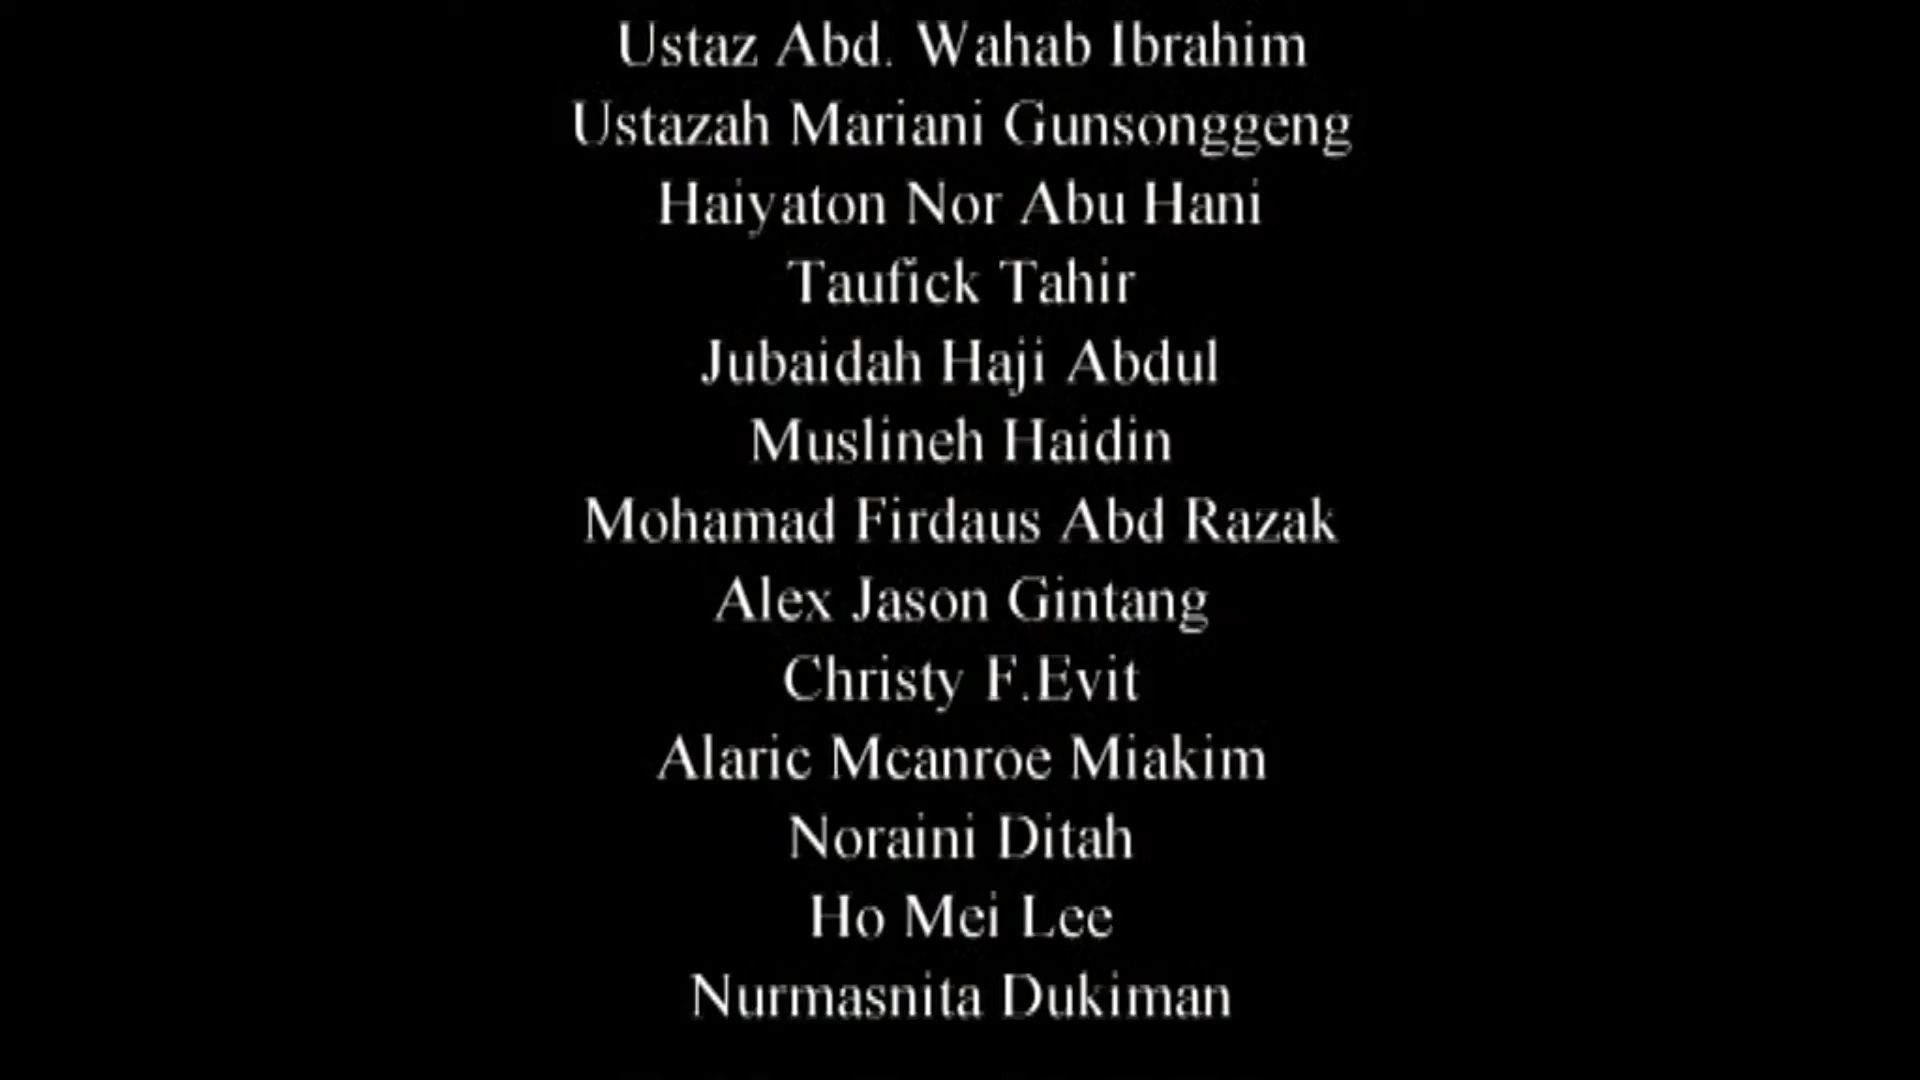 Ustaz Abd. Wahab Ibrahim
Ustazah Mariani Gunsonggeng
Haiyaton Nor Abu Hani
Taufick Tahir
Jubaidah Haji Abdul
Muslineh Haidin
Mohamad Firdaus Abd Razak
Alex Jason Gintang
Christy F.Evit
Alaric Mcanroe Miakim
Noraini Ditah
Ho Mei Lee
Nurmasnita Dukiman